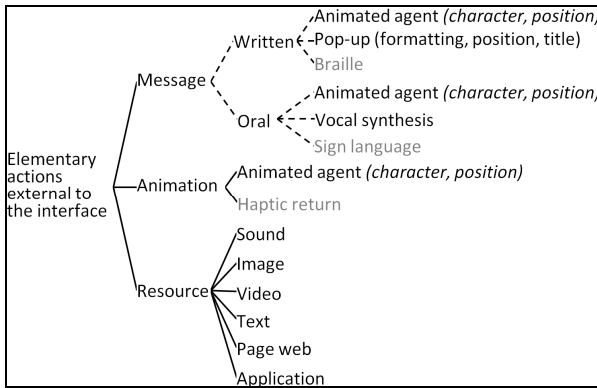 Animated agent (character, position)
Written
Pop-up (formatting, position, title)
Braille
Message
Animated agent (character, position)
Oral
Vocal synthesis
Sign language
Elementary
actions
external to
the interface
Animation
Animated agent (character, position)
Haptic return
Resource
Sound
Image
Video
Text
Page web
Application